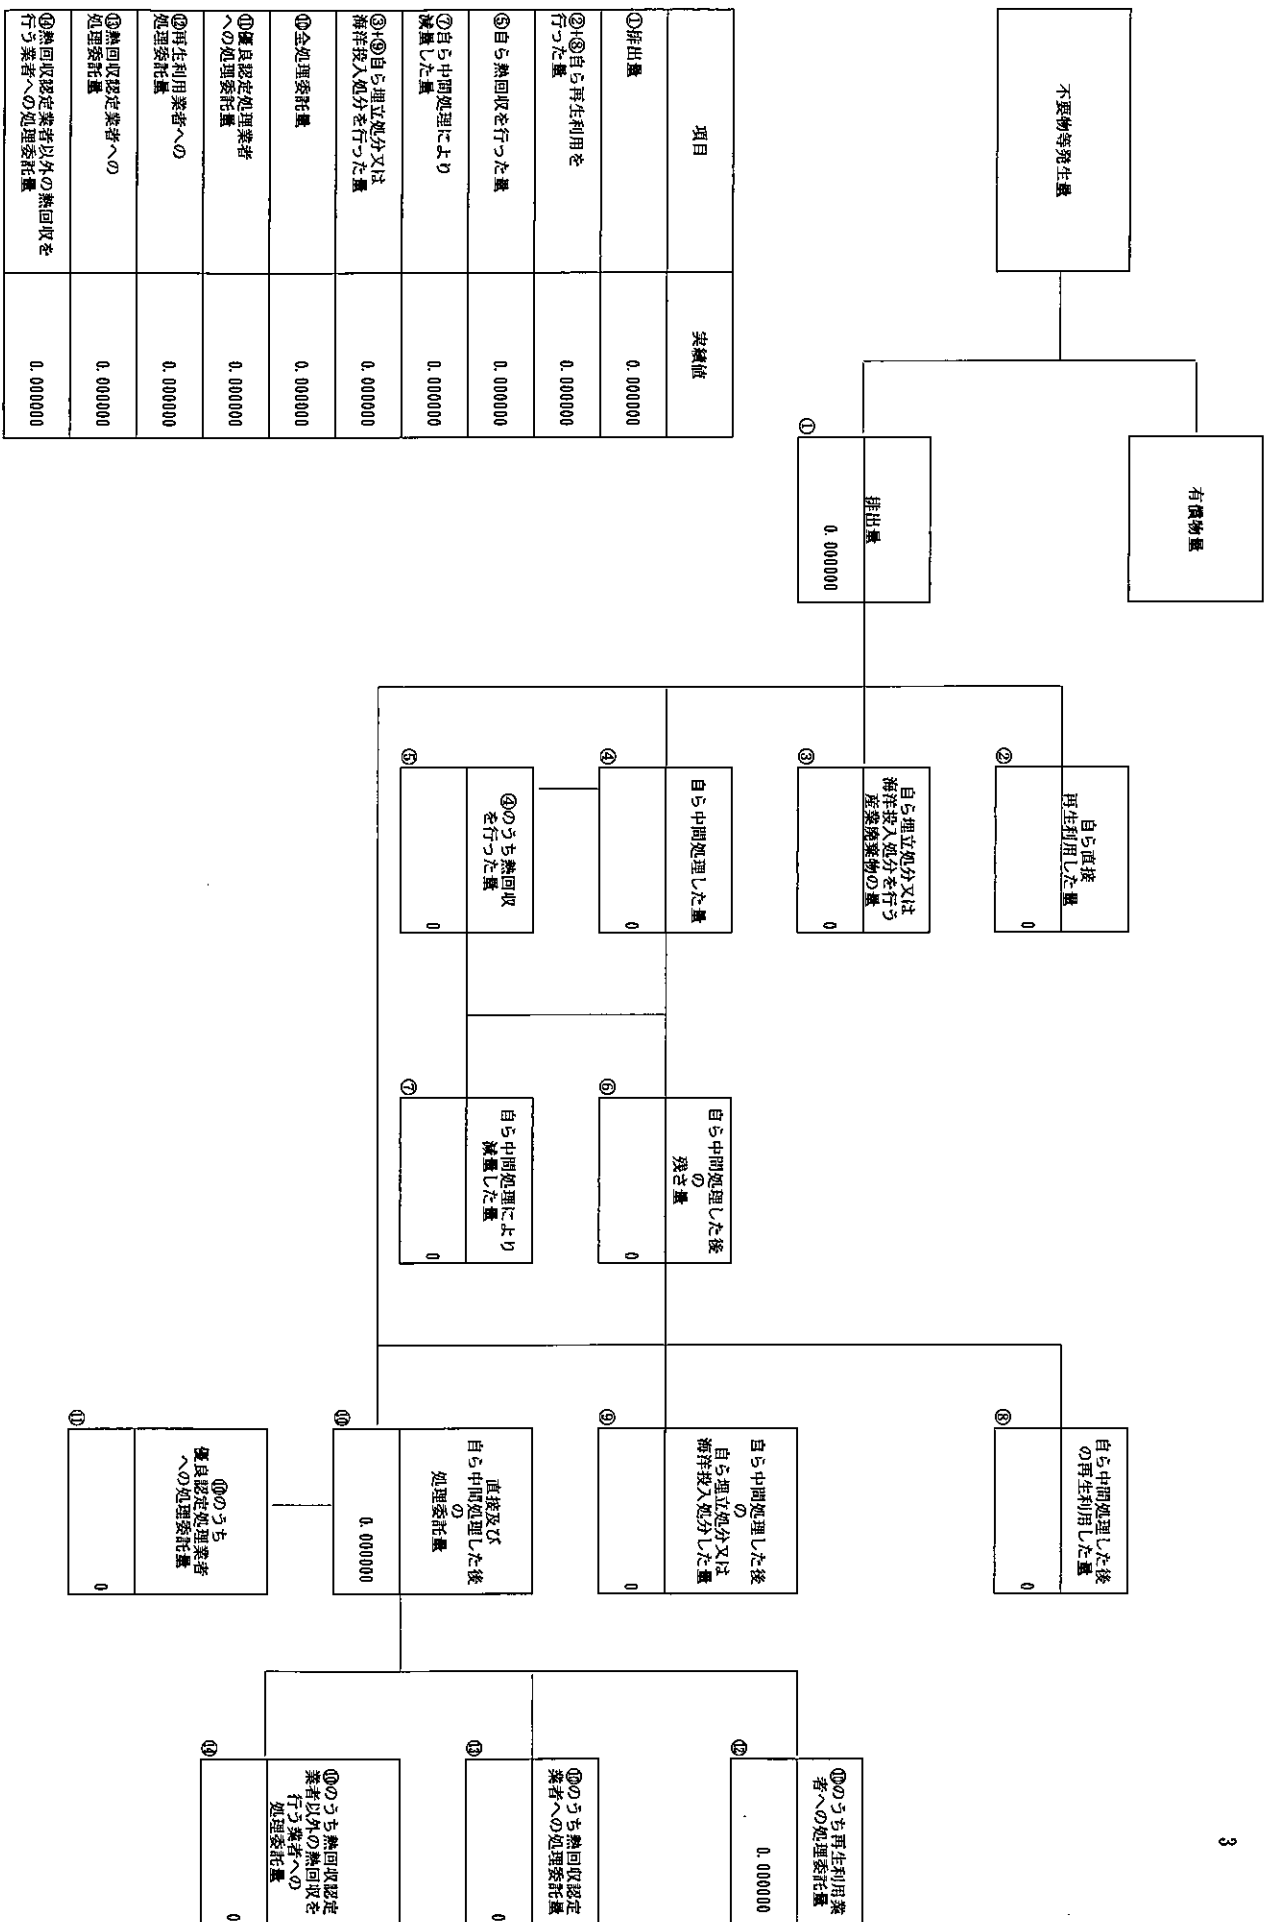 3
不要物等発生量
有償物量
①
排出量
0.000000
②
自ら直接
再生利用した量
0
③
自ら埋立処分又は
海洋投入処分を行う
産業廃棄物の量
0
④
自ら中間処理した量
0
⑤
④のうち熱回収
を行った量
0
⑥
自ら中間処理した後
の
残さ量
0
⑦
自ら中間処理により
減量した量
0
⑧
自ら中間処理した後
の再生利用した量
0
⑨
自ら中間処理した後
の
自ら埋立処分又は
海洋投入処分した量
0
⑩
直接及び
自ら中間処理した後
の
処理委託量
0.000000
⑪
⑩のうち
優良認定処理業者
への処理委託量
0
⑫
⑩のうち再生利用業
者への処理委託量
0.000000
⑬
⑩のうち熱回収認定
業者への処理委託量
0
⑭
⑩のうち熱回収認定
業者以外の熱回収を
行う業者への
処理委託量
0
項目 実績値
①排出量 0.000000
②+⑧自ら再生利用を
行った量 0.000000
⑤自ら熱回収を行った量 0.000000
⑦自ら中間処理により
減量した量 0.000000
③+⑨自ら埋立処分又は
海洋投入処分を行った量 0.000000
⑩全処理委託量 0.000000
⑪優良認定処理業者
への処理委託量 0.000000
⑫再生利用業者への
処理委託量 0.000000
⑬熱回収認定業者への
処理委託量 0.000000
⑭熱回収認定業者以外の熱回収を
行う業者への処理委託量 0.000000